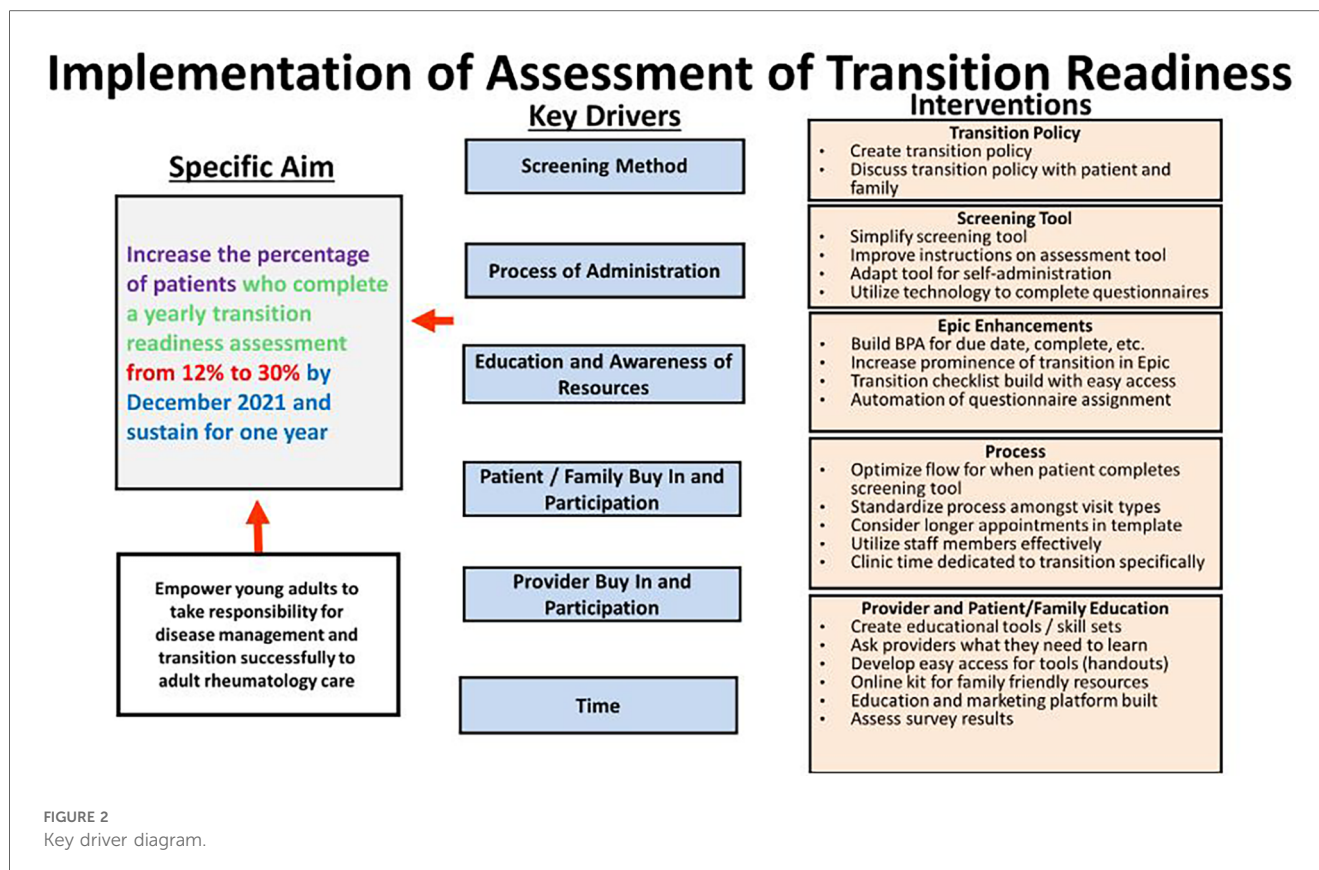 Implementation of Assessment of Transition Readiness
Specific Aim
Increase the percentage
of patients who complete
a yearly transition
readiness assessment
from 12% to 30% by
December 2021 and
sustain for one year
Empower young adults to
take responsibility for
disease management and
transition successfully to
adult rheumatology care
Key Drivers
Screening Method
Process of Administration
Education and Awareness of
Resources
Patient / Family Buy In and
Participation
Provider Buy In and
Participation
Time
Interventions
Transition Policy
• Create transition policy
• Discuss transition policy with patient and
family
Screening Tool
• Simplify screening tool
• Improve instructions on assessment tool
• Adapt tool for self-administration
• Utilize technology to complete questionnaires
Epic Enhancements
• Build BPA for due date, complete, etc.
• Increase prominence of transition in Epic
• Transition checklist build with easy access
• Automation of questionnaire assignment
Process
• Optimize flow for when patient completes
screening tool
• Standardize process amongst visit types
• Consider longer appointments in template
• Utilize staff members effectively
• Clinic time dedicated to transition specifically
Provider and Patient/Family Education
• Create educational tools / skill sets
• Ask providers what they need to learn
• Develop easy access for tools (handouts)
• Online kit for family friendly resources
• Education and marketing platform built
• Assess survey results
FIGURE 2
Key driver diagram.